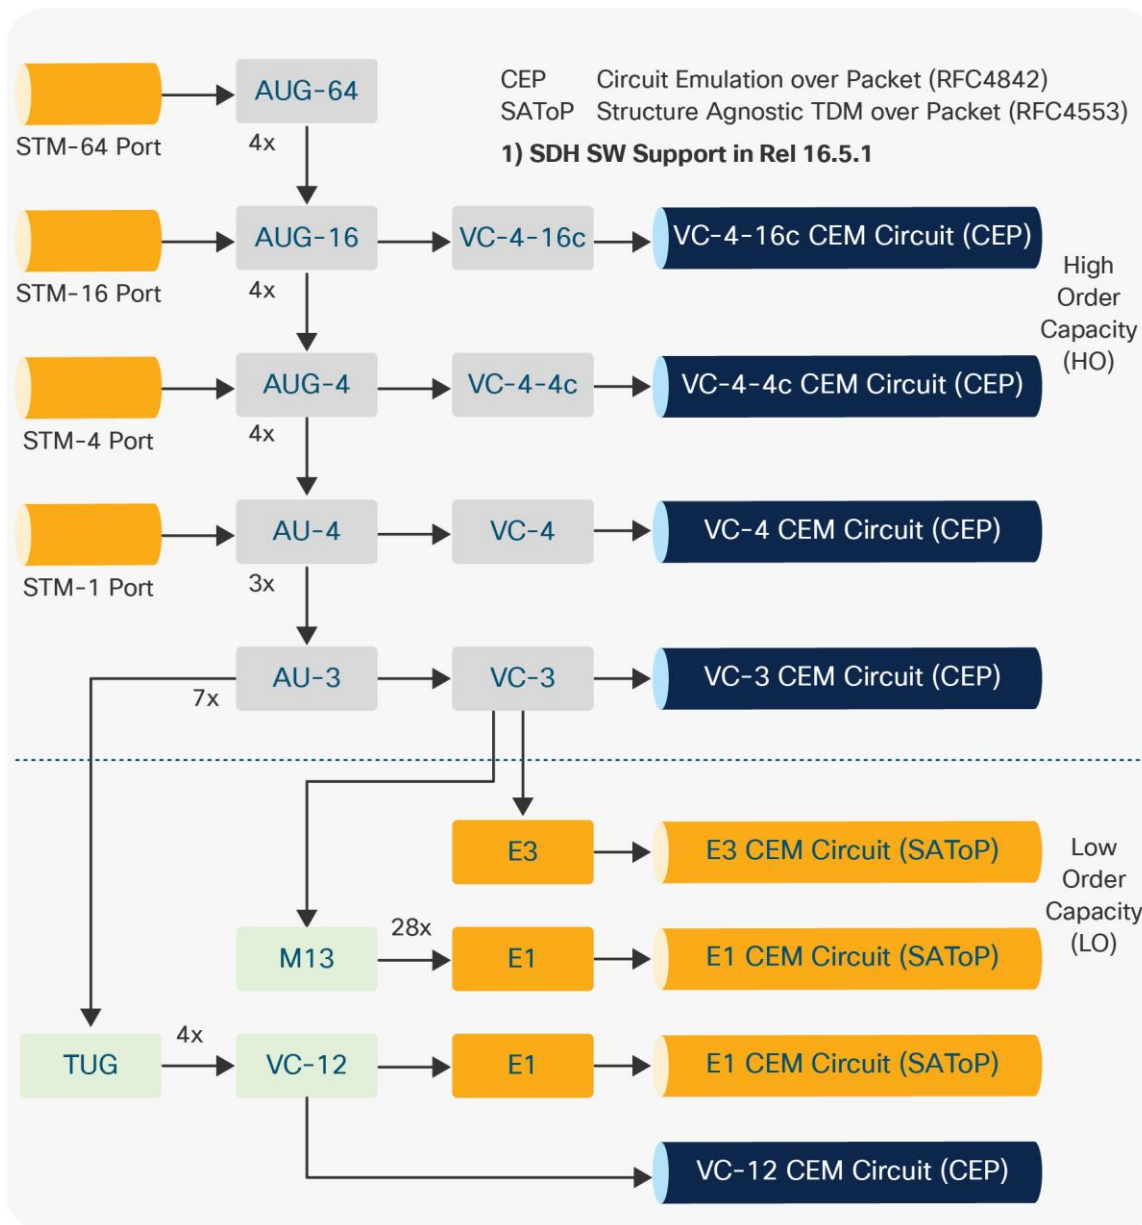 AUG-64
CEP Circuit Emulation over Packet (RFC4842)
SAToP Structure Agnostic TDM over Packet (RFC4553)
STM-64 Port
4x
1) SDH SW Support in Rel 16.5.1
AUG-16
VC-4-16c
VC-4-16c CEM Circuit (CEP)
STM-16 Port
4x
High
Order
Capacity
(HO)
AUG-4
VC-4-4c
VC-4-4c CEM Circuit (CEP)
STM-4 Port
4x
AU-4
VC-4
VC-4 CEM Circuit (CEP)
STM-1 Port
3x
AU-3
VC-3
VC-3 CEM Circuit (CEP)
7x
E3
E3 CEM Circuit (SAToP)
Low
Order
Capacity
(LO)
M13
28x
E1
E1 CEM Circuit (SAToP)
TUG
4x
VC-12
E1
E1 CEM Circuit (SAToP)
VC-12 CEM Circuit (CEP)